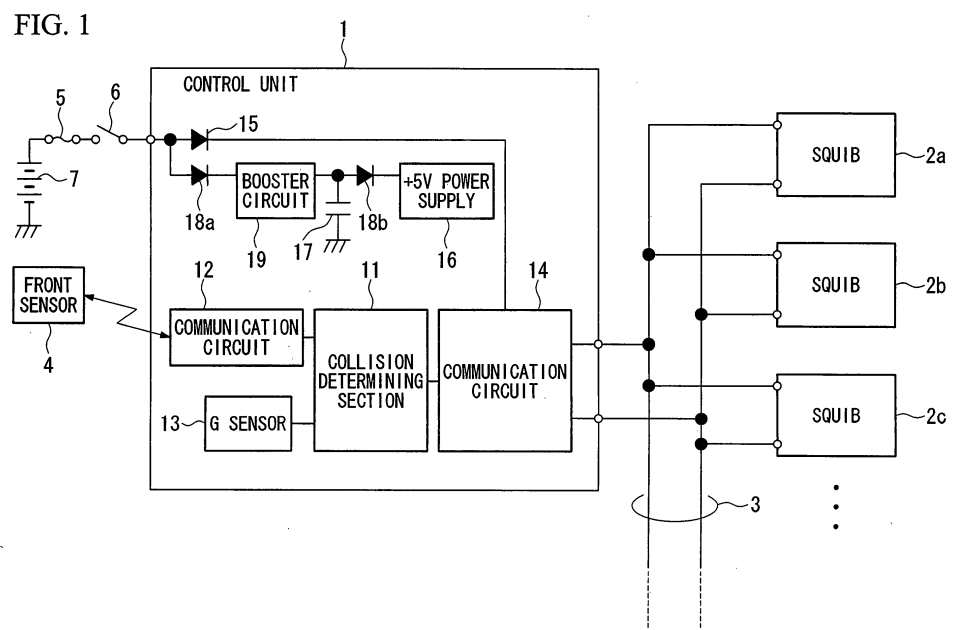 FIG. 1
1
CONTROL UNIT
5
6
15
7
BOOSTER
CIRCUIT
+5V POWER
SUPPLY
18a
19
17
18b
16
SQUIB
2a
SQUIB
2b
SQUIB
2c
FRONT
SENSOR
4
12
COMMUNICATION
CIRCUIT
11
COLLISION
DETERMINING
SECTION
14
COMMUNICATION
CIRCUIT
13
G SENSOR
3